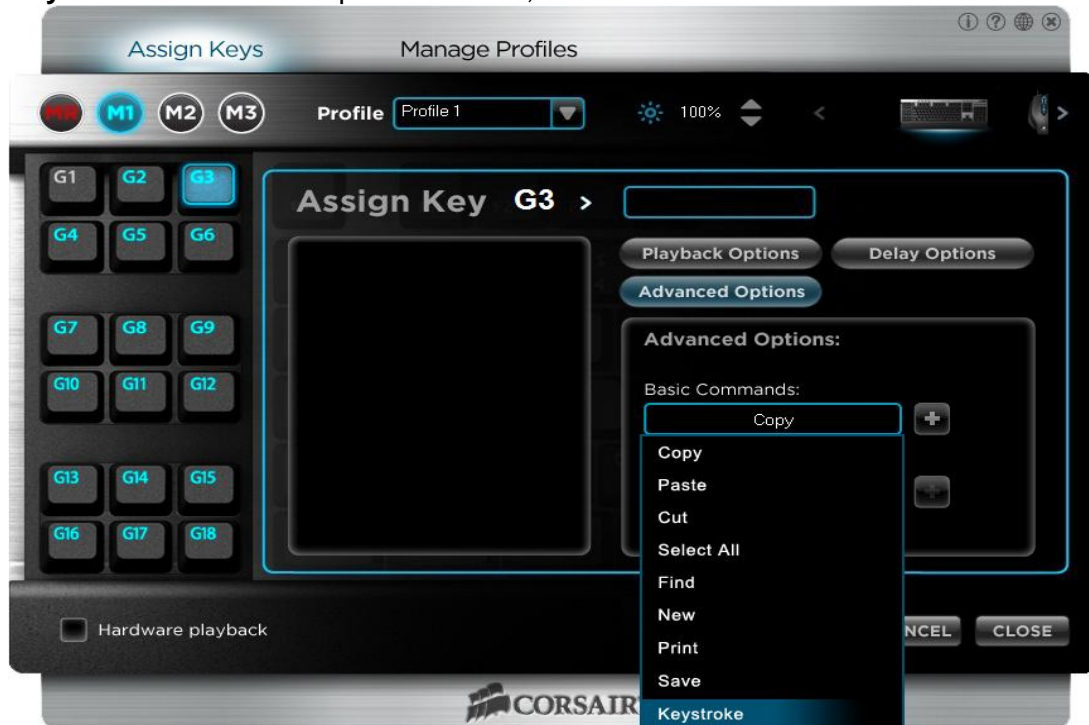 Assign Keys Manage Profiles
MR M1 M2 M3 Profile Profile 1 100% < >
G1 G2 G3
Assign Key G3 >
G4 G5 G6
Playback Options Delay Options
Advanced Options
G7 G8 G9
Advanced Options:
G10 G11 G12
Basic Commands:
Copy
Copy
G13 G14 G15
Paste
Cut
G16 G17 G18
Select All
Find
New
Hardware playback
NCEL CLOSE
Print
Save
CORSAIR
Keystroke